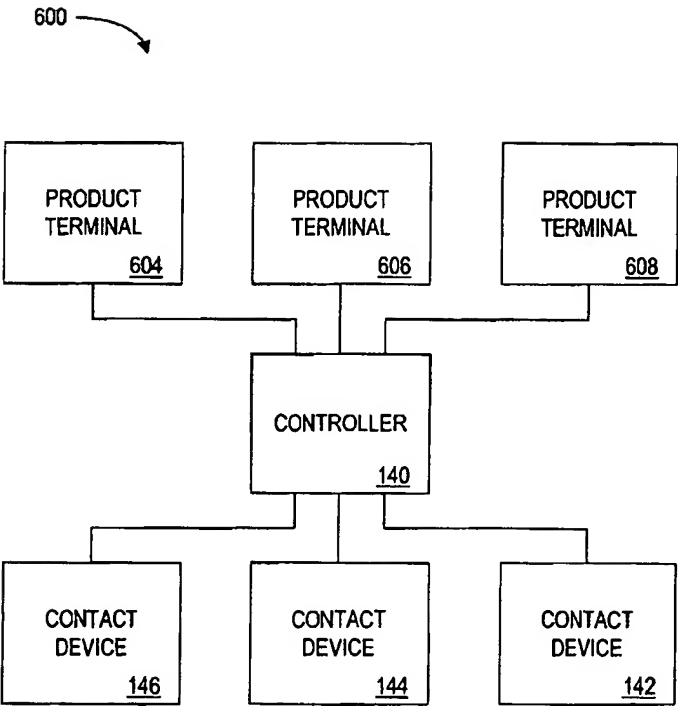 600
PRODUCT
TERMINAL
604
PRODUCT
TERMINAL
606
PRODUCT
TERMINAL
608
CONTROLLER
140
CONTACT
DEVICE
146
CONTACT
DEVICE
144
CONTACT
DEVICE
142